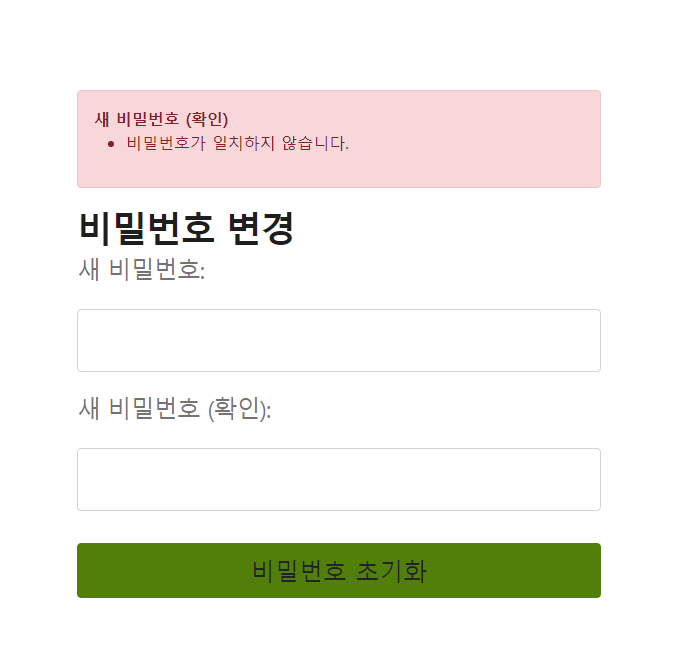 새 비밀번호 (확인)
비밀번호가 일치하지 않습니다.
비밀번호 변경
새 비밀번호:
새 비밀번호 (확인):
비밀번호 초기화